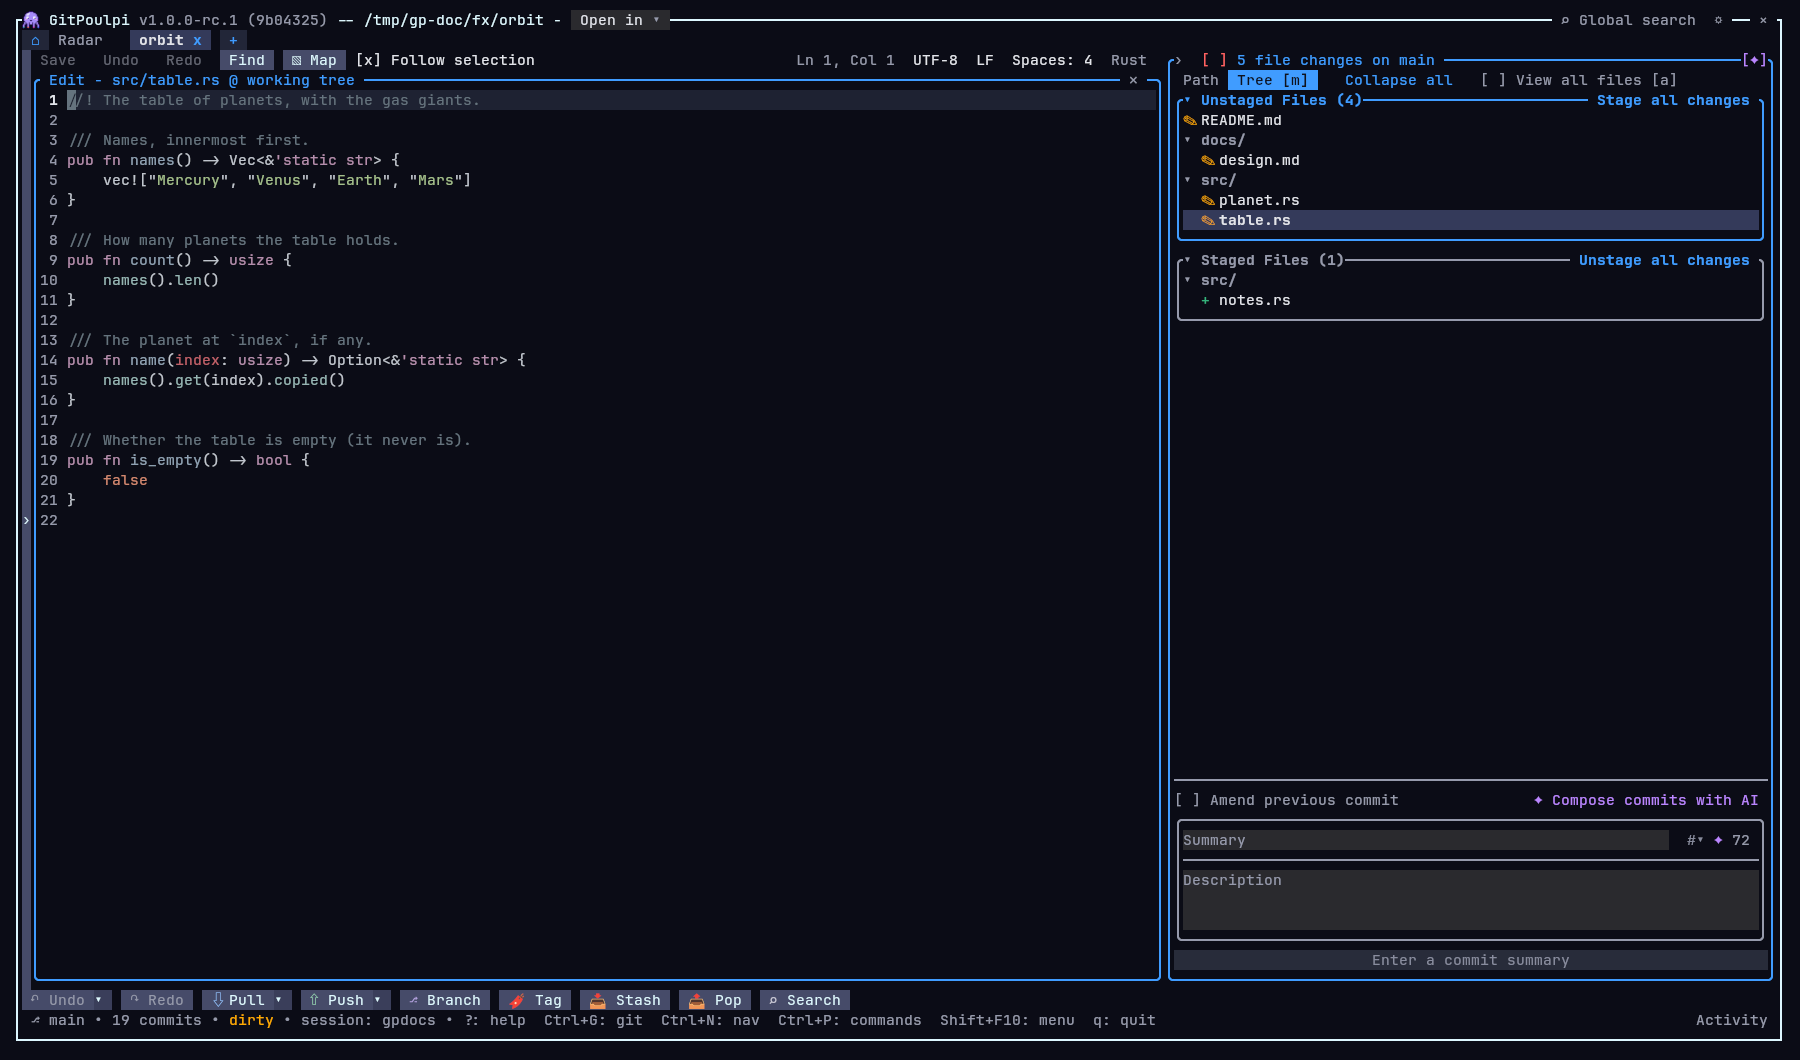 GitPoulpi v1.0.0-rc.1 (9b04325) -- /tmp/gp-doc/fx/orbit - Open in ▾ ⌕ Global search ☼ ×
⌂ Radar orbit x +
Save Undo Redo Find ▧ Map [x] Follow selection Ln 1, Col 1 UTF-8 LF Spaces: 4 Rust
Edit - src/table.rs @ working tree ×
1 //! The table of planets, with the gas giants.
2
3 /// Names, innermost first.
4 pub fn names() -> Vec<&'static str> {
5 vec!["Mercury", "Venus", "Earth", "Mars"]
6 }
7
8 /// How many planets the table holds.
9 pub fn count() -> usize {
10 names().len()
11 }
12
13 /// The planet at `index`, if any.
14 pub fn name(index: usize) -> Option<&'static str> {
15 names().get(index).copied()
16 }
17
18 /// Whether the table is empty (it never is).
19 pub fn is_empty() -> bool {
20 false
21 }
› 22
› [ ] 5 file changes on main [✦]
Path Tree [m] Collapse all [ ] View all files [a]
▾ Unstaged Files (4) Stage all changes
✎ README.md
▾ docs/
✎ design.md
▾ src/
✎ planet.rs
✎ table.rs
▾ Staged Files (1) Unstage all changes
▾ src/
+ notes.rs
[ ] Amend previous commit ✦ Compose commits with AI
Summary #▾ ✦ 72
Description
Enter a commit summary
↶ Undo ▾ ↷ Redo ⇩ Pull ▾ ⇧ Push ▾ ⎇ Branch Tag Stash Pop ⌕ Search
⎇ main • 19 commits • dirty • session: gpdocs • ?: help Ctrl+G: git Ctrl+N: nav Ctrl+P: commands Shift+F10: menu q: quit Activity